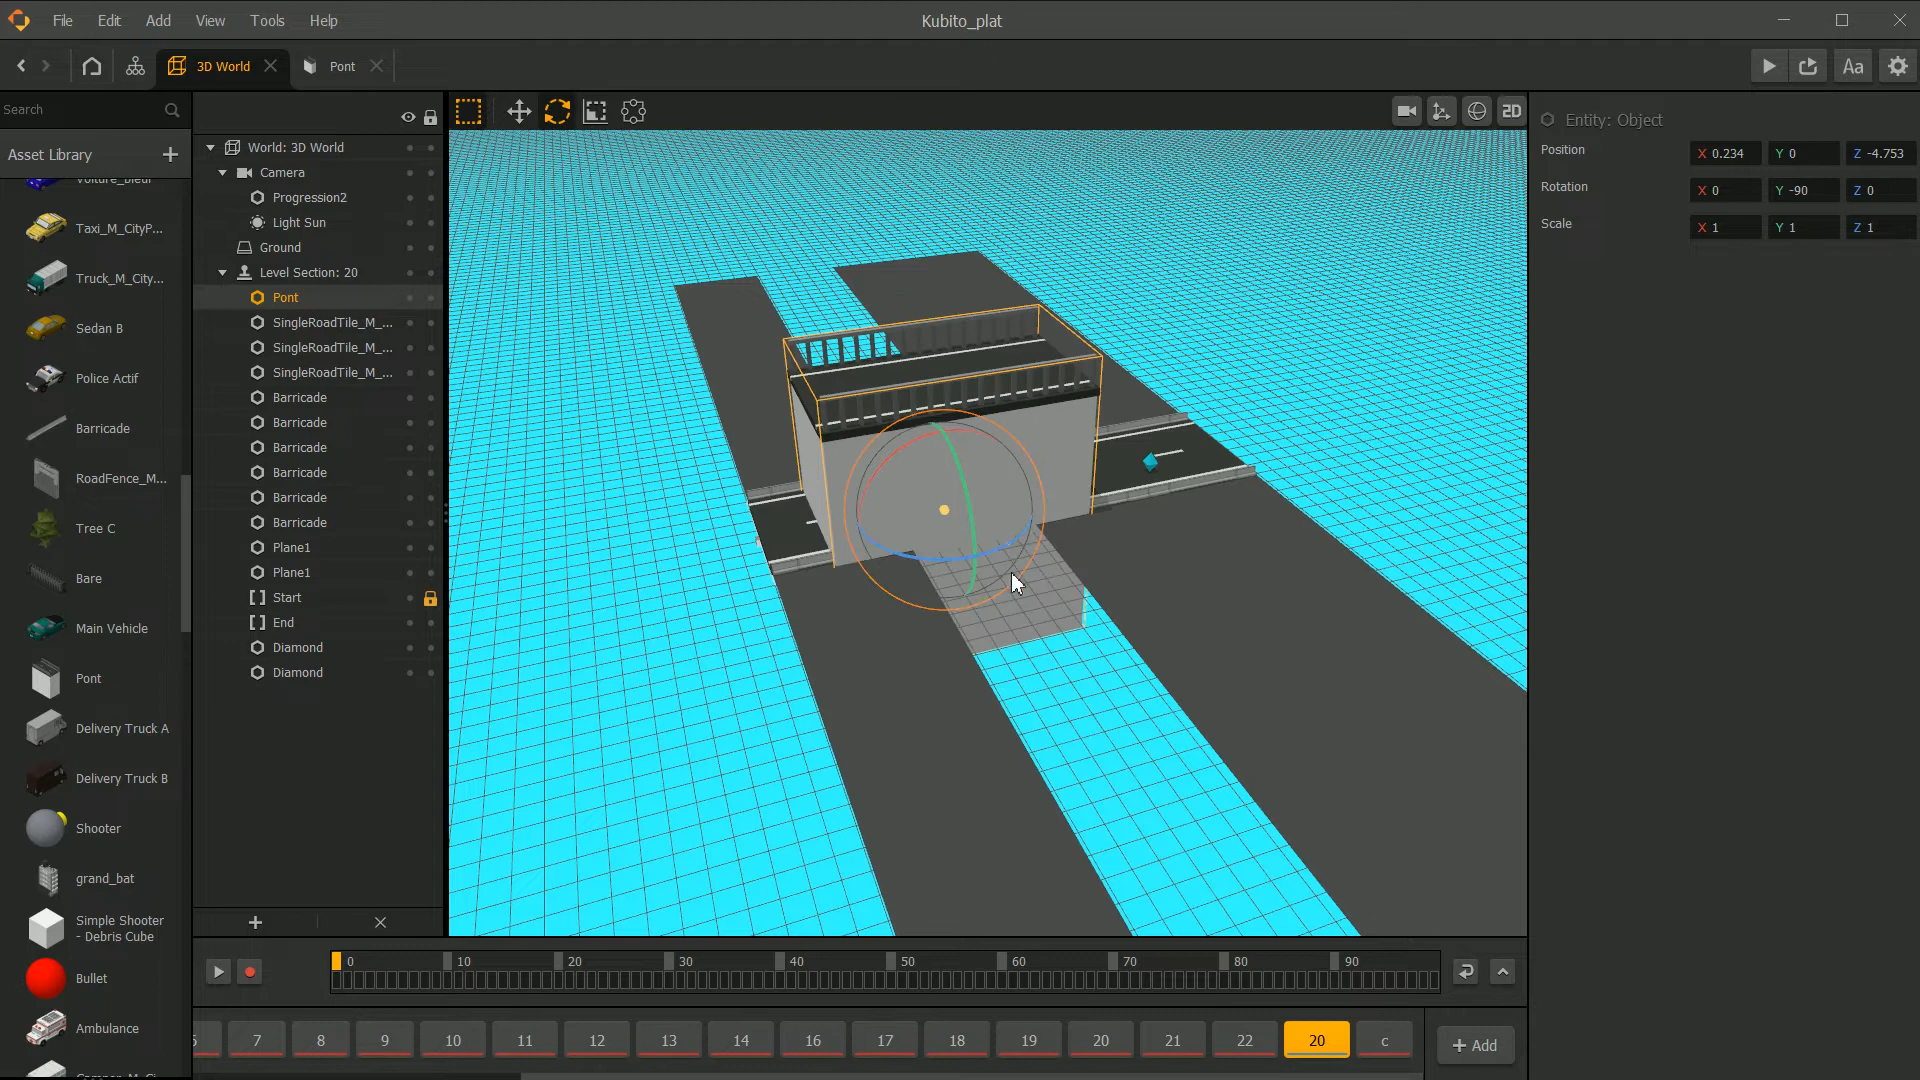 File Edit Add View Tools Help
Kubito_plat
3D World
Pont
Aa
Search
Asset Library
Voiture_bleu
Taxi_M_CityP...
Truck_M_City...
Sedan B
Police Actif
Barricade
RoadFence_M...
Tree C
Bare
Main Vehicle
Pont
Delivery Truck A
Delivery Truck B
Shooter
grand_bat
Simple Shooter
- Debris Cube
Bullet
Ambulance
World: 3D World
Camera
Progression2
Light Sun
Ground
Level Section: 20
Pont
SingleRoadTile_M_...
SingleRoadTile_M_...
SingleRoadTile_M_...
Barricade
Barricade
Barricade
Barricade
Barricade
Barricade
Plane1
Plane1
Start
End
Diamond
Diamond
2D
Entity: Object
Position X 0.234 Y 0 Z -4.753
Rotation X 0 Y -90 Z 0
Scale X 1 Y 1 Z 1
0 10 20 30 40 50 60 70 80 90
7 8 9 10 11 12 13 14 16 17 18 19 20 21 22 20 c
+ Add